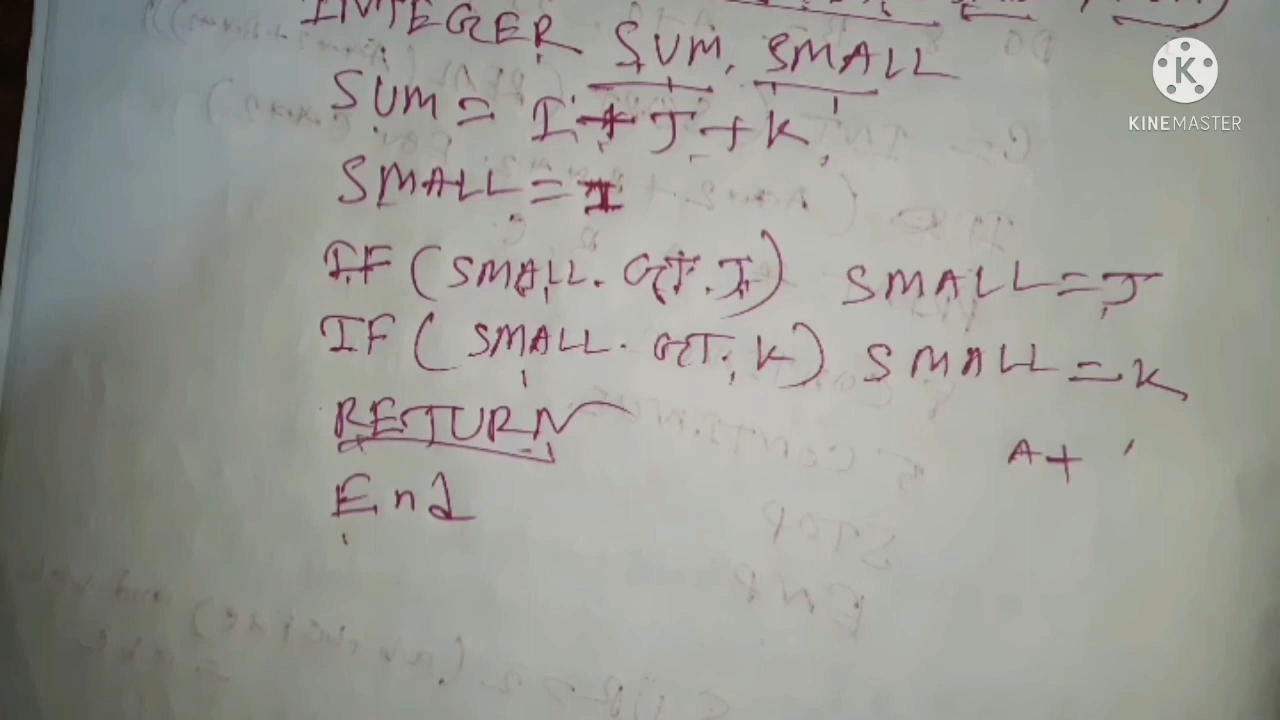 INTEGER SUM, SMALL
SUM = I + J + K
SMALL = I
IF (SMALL. GT. J) SMALL = J
IF (SMALL. GT. K) SMALL = K
RETURN
End
A+
KINEMASTER